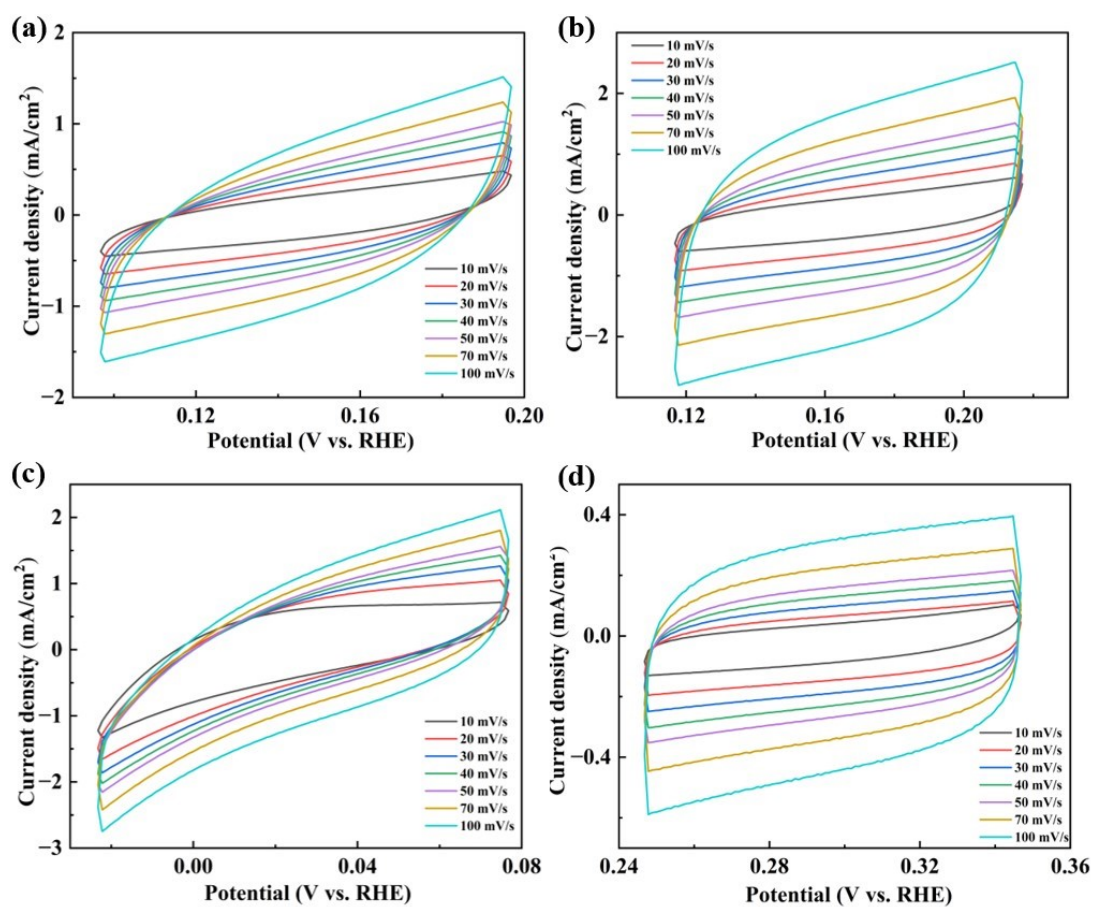 (a)
2
1
0
−1
−2
Current density (mA/cm²)
10 mV/s
20 mV/s
30 mV/s
40 mV/s
50 mV/s
70 mV/s
100 mV/s
0.12
0.16
0.20
Potential (V vs. RHE)
(b)
2
0
−2
Current density (mA/cm²)
10 mV/s
20 mV/s
30 mV/s
40 mV/s
50 mV/s
70 mV/s
100 mV/s
0.12
0.16
0.20
Potential (V vs. RHE)
(c)
2
1
0
−1
−2
−3
Current density (mA/cm²)
10 mV/s
20 mV/s
30 mV/s
40 mV/s
50 mV/s
70 mV/s
100 mV/s
0.00
0.04
0.08
Potential (V vs. RHE)
(d)
0.4
0.0
−0.4
Current density (mA/cm²)
10 mV/s
20 mV/s
30 mV/s
40 mV/s
50 mV/s
70 mV/s
100 mV/s
0.24
0.28
0.32
0.36
Potential (V vs. RHE)